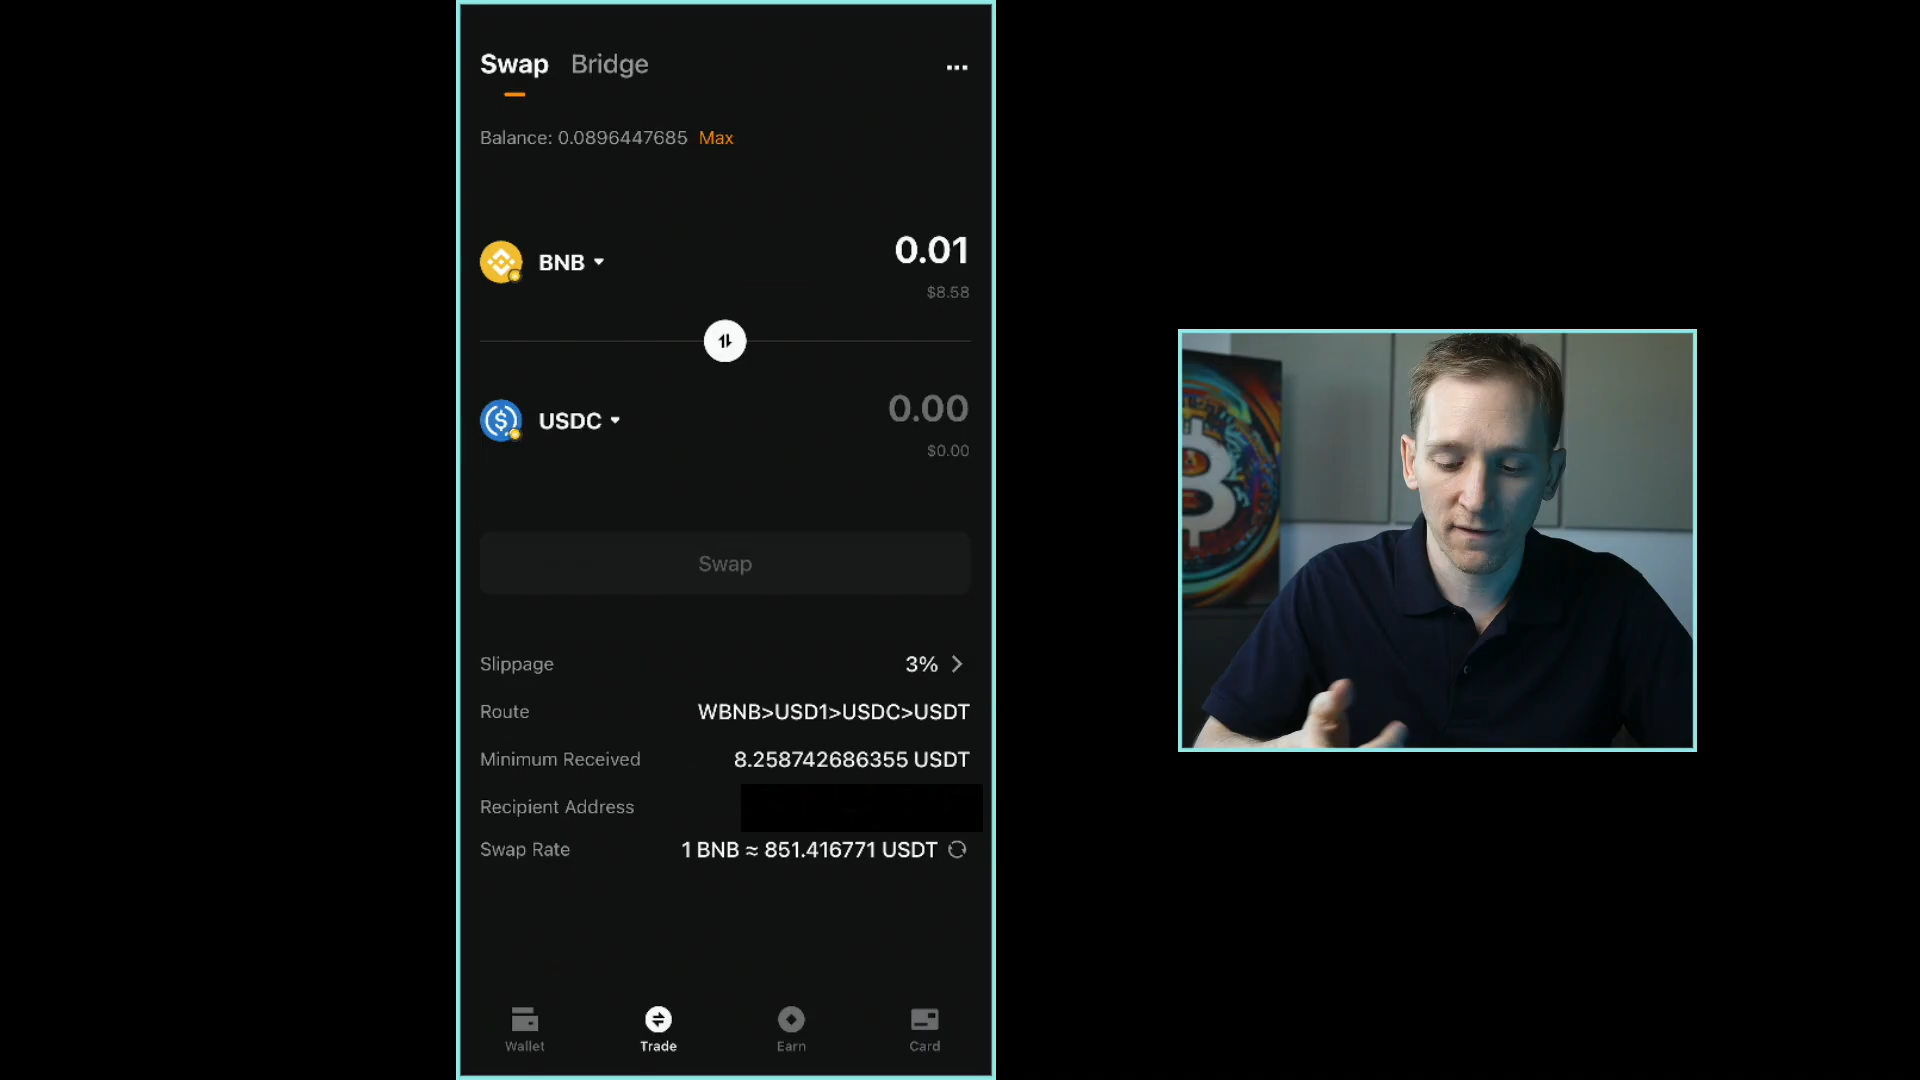 Swap Bridge
Balance: 0.0896447685 Max
BNB 0.01
$8.58
USDC 0.00
$0.00
Swap
Slippage 3%
Route WBNB>USD1>USDC>USDT
Minimum Received 8.258742686355 USDT
Recipient Address
Swap Rate 1 BNB ≈ 851.416771 USDT
Wallet Trade Earn Card